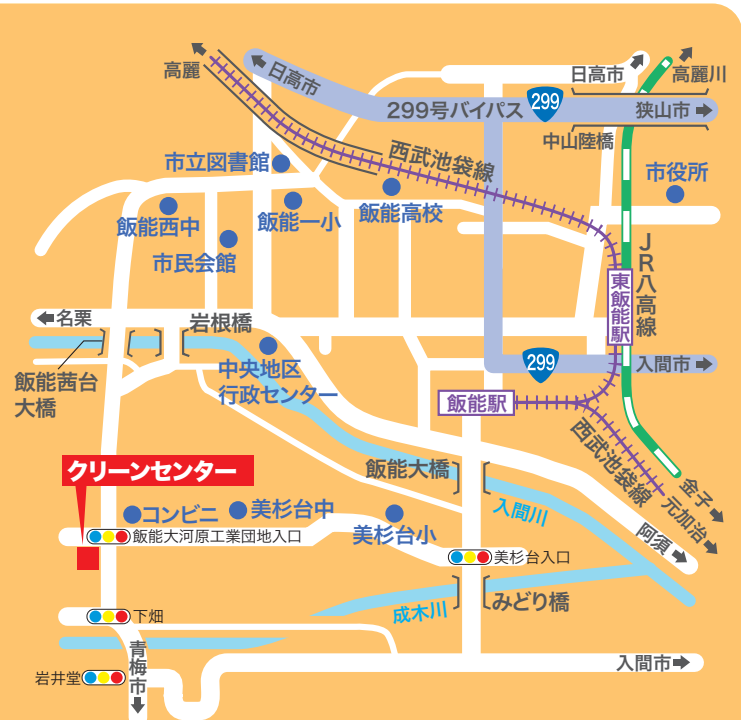 高麗
日高市
日高市
高麗川
299号バイパス
299
狭山市
中山陸橋
市立図書館
西武池袋線
市役所
飯能西中
飯能一小
飯能高校
市民会館
JR八高線
東飯能駅
名栗
岩根橋
飯能茜台
大橋
中央地区
行政センター
299
入間市
飯能駅
西武池袋線
クリーンセンター
飯能大橋
金子
元加治
コンビニ
美杉台中
美杉台小
入間川
阿須
飯能大河原工業団地入口
美杉台入口
下畑
成木川
みどり橋
青梅市
岩井堂
入間市